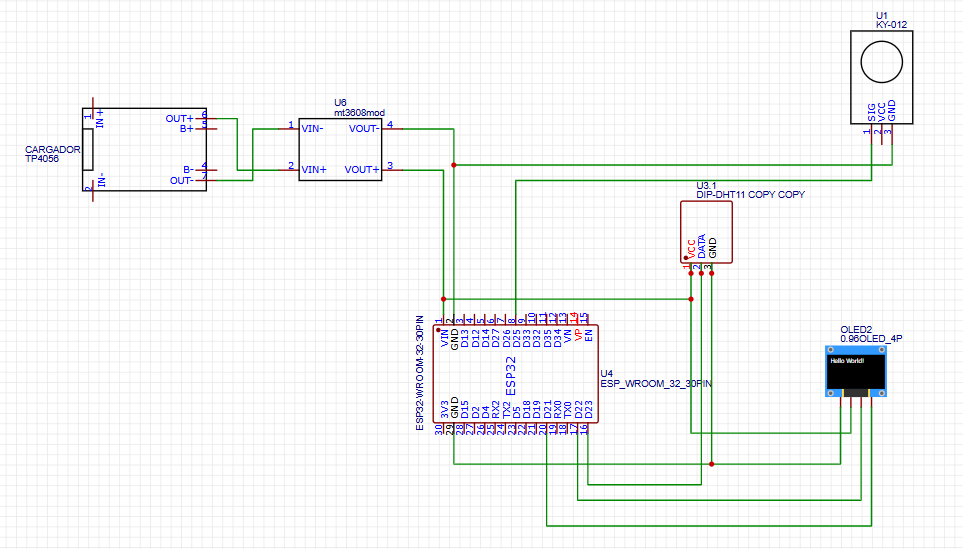 U1
KY-012
SIG
VCC
GND
1
2
3
U6
mt3608mod
1
VIN-
VOUT-
4
2
VIN+
VOUT+
3
CARGADOR
TP4056
1
IN+
OUT+
6
B+
5
B-
4
OUT-
7
2
IN-
U3.1
DIP-DHT11 COPY COPY
VCC
DATA
GND
1
2
3
ESP32-WROOM-32-30PIN
1
2
3
4
5
6
7
8
9
10
11
12
13
14
15
VIN
GND
D13
D12
D14
D27
D26
D25
D33
D32
D35
D34
VN
VP
EN
ESP32
U4
ESP_WROOM_32_30PIN
3V3
GND
D15
D2
D4
RX2
TX2
D5
D18
D19
D21
RX0
TX0
D22
D23
30
29
28
27
26
25
24
23
22
21
20
19
18
17
16
OLED2
0.96OLED_4P
Hello World!